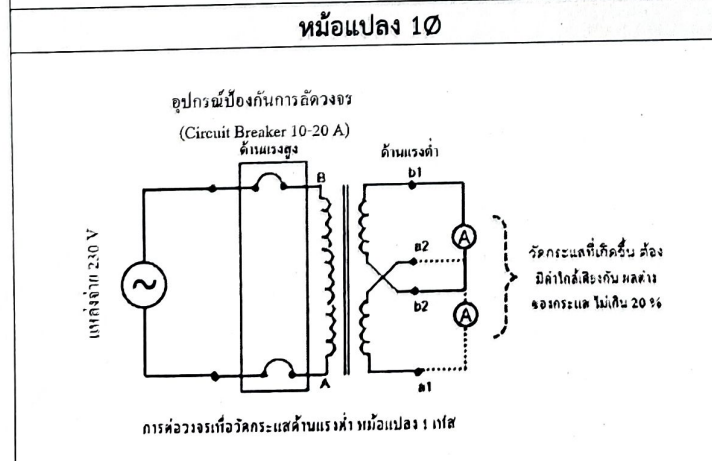 หม้อแปลง 1Ø
อุปกรณ์ป้องกันการลัดวงจร
(Circuit Breaker 10-20 A)
ด้านแรงสูง
ด้านแรงต่ำ
B
b1
A
a2
b2
A
A
a1
แหล่งจ่าย 230 V
วัดกระแสที่เกิดขึ้น ต้อง
มีค่าใกล้เคียงกัน ผลต่าง
ของกระแส ไม่เกิน 20 %
การต่อวงจรเพื่อวัดกระแสด้านแรงต่ำ หม้อแปลง 1 เฟส